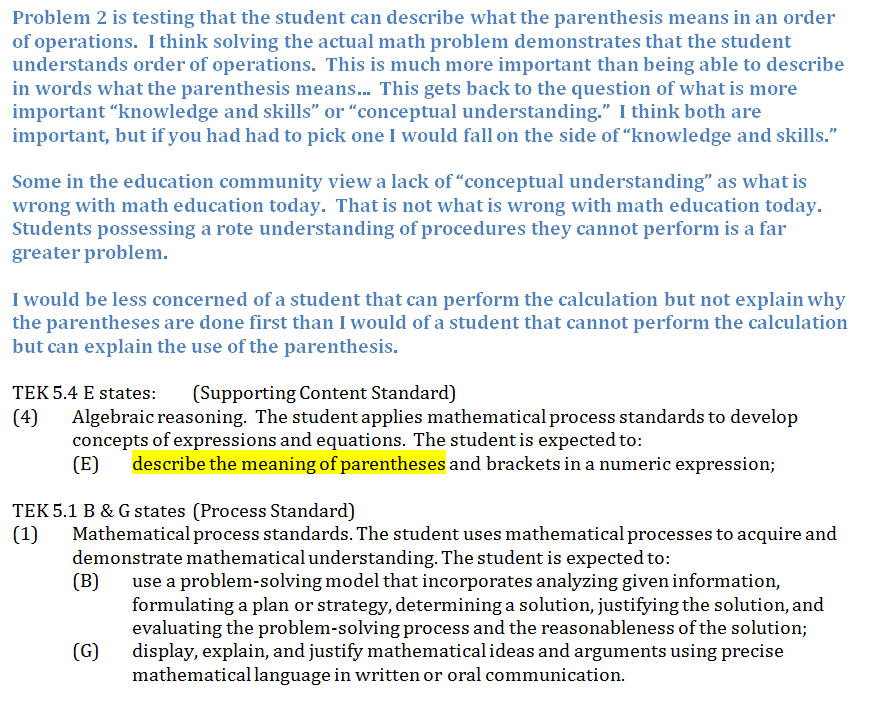 Problem 2 is testing that the student can describe what the parenthesis means in an order
of operations.  I think solving the actual math problem demonstrates that the student
understands order of operations.  This is much more important than being able to describe
in words what the parenthesis means...  This gets back to the question of what is more
important “knowledge and skills” or “conceptual understanding.”  I think both are
important, but if you had had to pick one I would fall on the side of “knowledge and skills.”
Some in the education community view a lack of “conceptual understanding” as what is
wrong with math education today.  That is not what is wrong with math education today.
Students possessing a rote understanding of procedures they cannot perform is a far
greater problem.
I would be less concerned of a student that can perform the calculation but not explain why
the parentheses are done first than I would of a student that cannot perform the calculation
but can explain the use of the parenthesis.
TEK 5.4 E states: (Supporting Content Standard)
(4) Algebraic reasoning.  The student applies mathematical process standards to develop
concepts of expressions and equations.  The student is expected to:
(E) describe the meaning of parentheses and brackets in a numeric expression;
TEK 5.1 B & G states (Process Standard)
(1) Mathematical process standards. The student uses mathematical processes to acquire and
demonstrate mathematical understanding. The student is expected to:
(B) use a problem-solving model that incorporates analyzing given information,
formulating a plan or strategy, determining a solution, justifying the solution, and
evaluating the problem-solving process and the reasonableness of the solution;
(G) display, explain, and justify mathematical ideas and arguments using precise
mathematical language in written or oral communication.